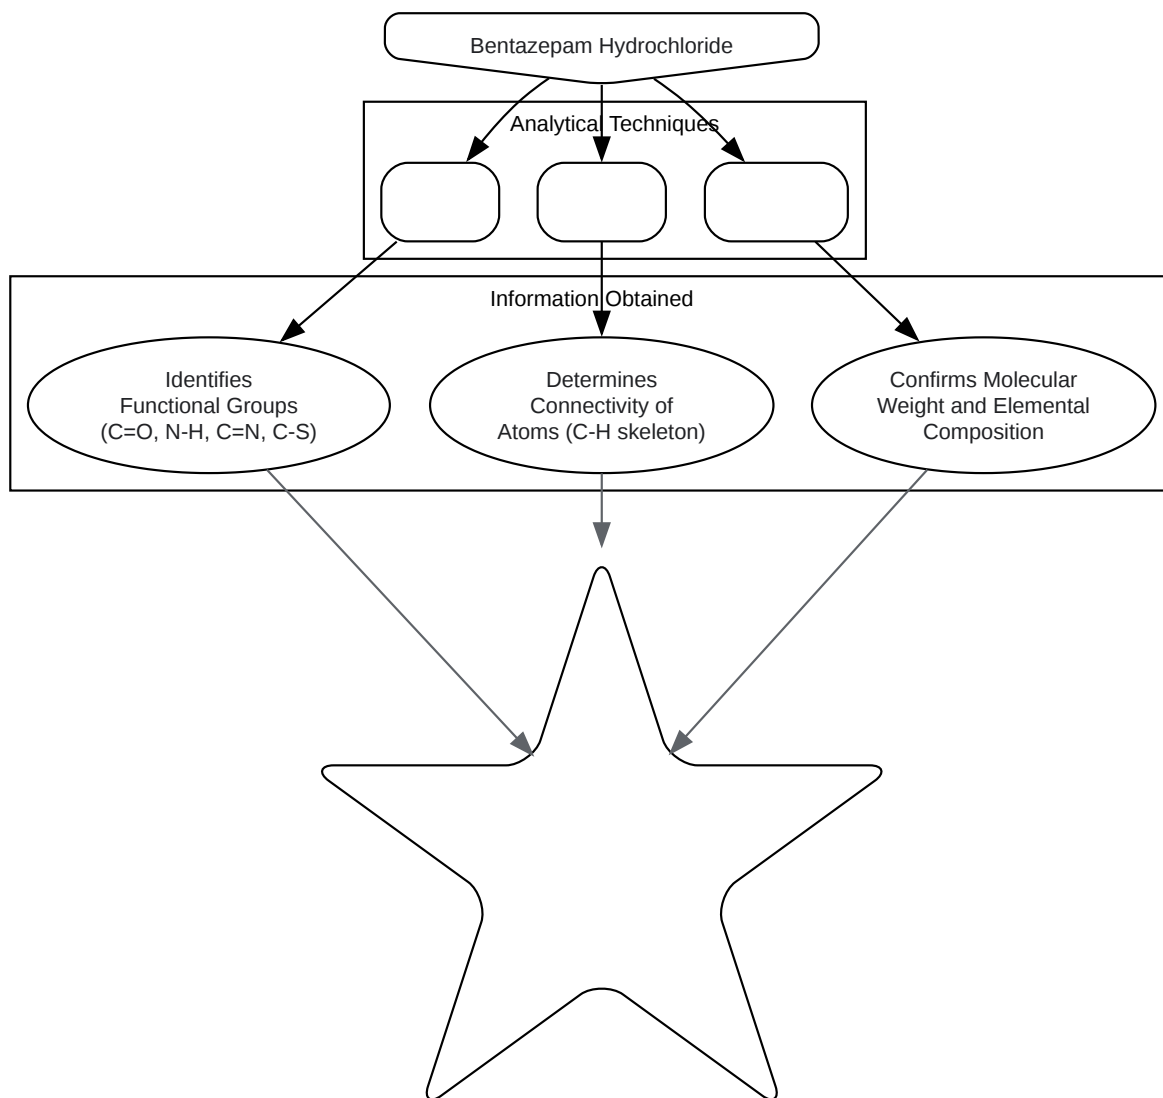 Bentazepam Hydrochloride
Analytical Techniques
Information Obtained
Identifies
Functional Groups
(C=O, N-H, C=N, C-S)
Determines
Connectivity of
Atoms (C-H skeleton)
Confirms Molecular
Weight and Elemental
Composition